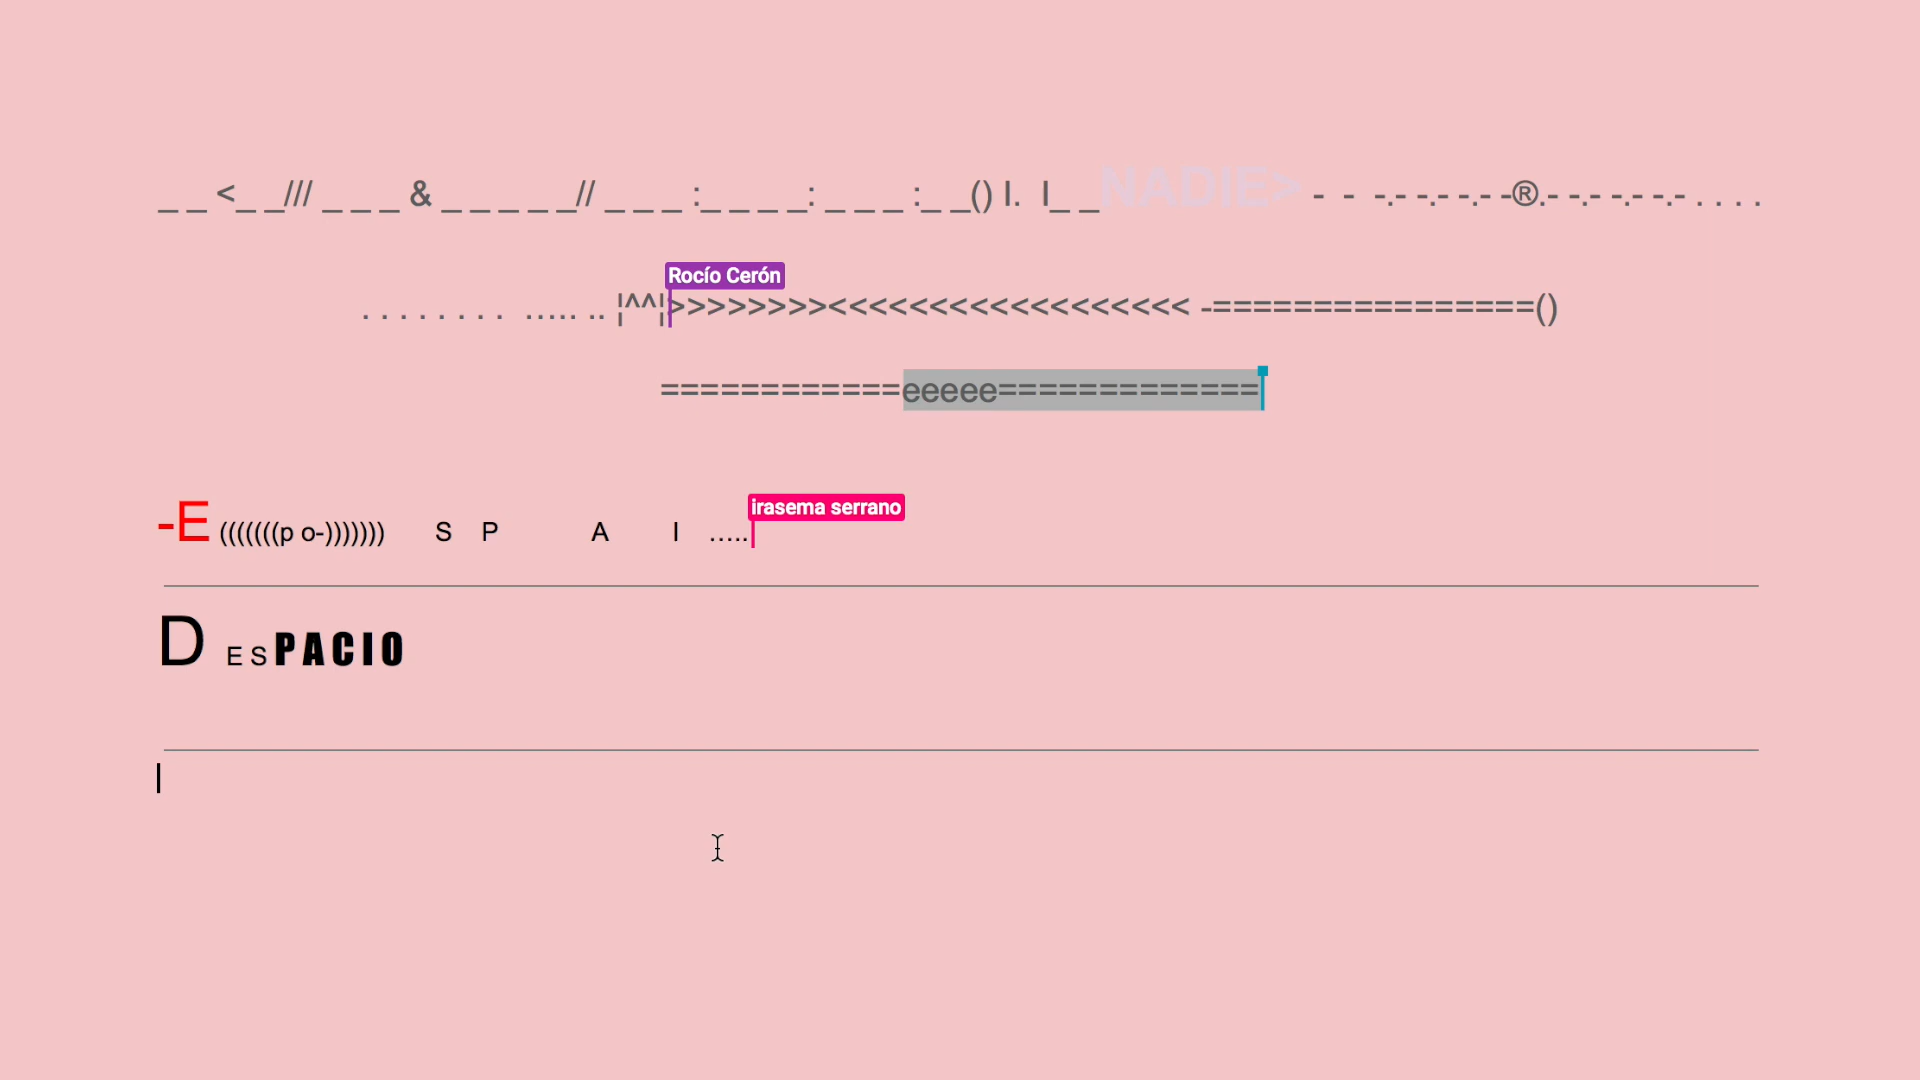 _ _ <_ _/// _ _ _ & _ _ _ _ _// _ _ _ :_ _ _ _: _ _ _ :_ _() I.  I_ _NADIE> -  -  -.- -.- -.- -®.- -.- -.- -.- . . . .
Rocío Cerón
. . . . . . . .  ..... .. ¦^^¦>>>>>>>><<<<<<<<<<<<<<<<<< -================()
============eeeee=============
irasema serrano
-E (((((((p o-)))))))    S   P        A      I   .....
D ESPACIO